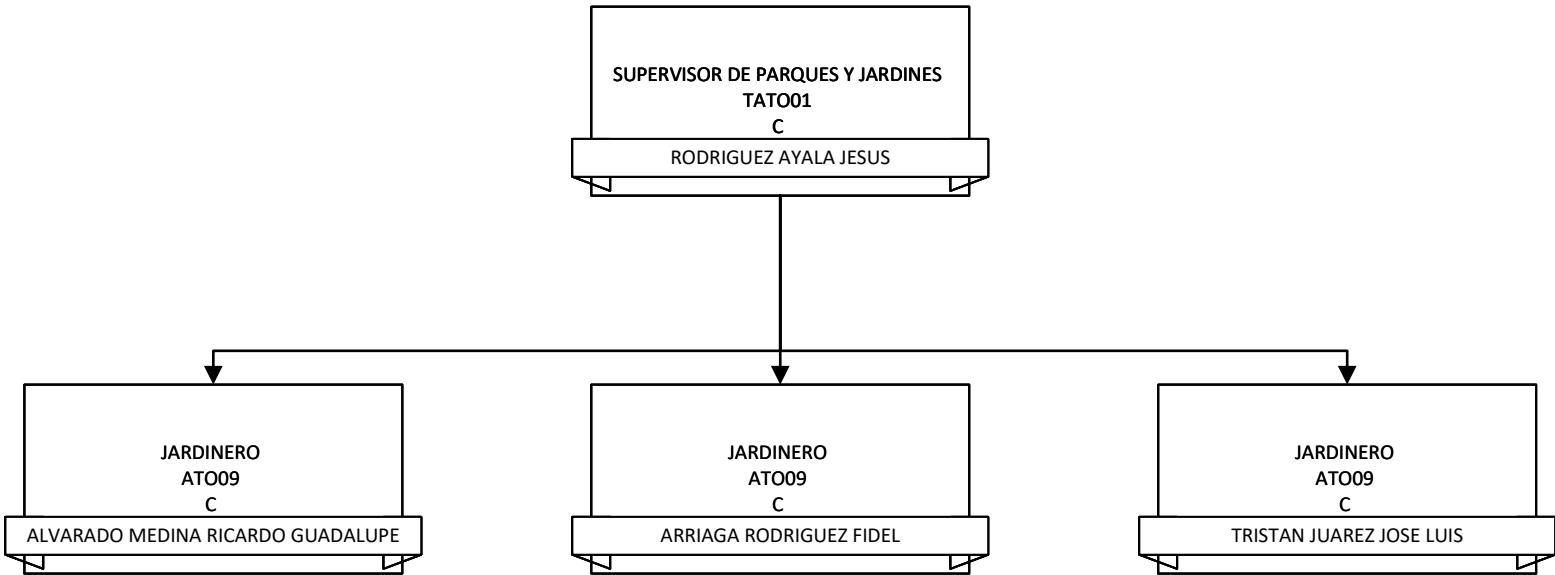 SUPERVISOR DE PARQUES Y JARDINES
TATO01
C
RODRIGUEZ AYALA JESUS
JARDINERO
ATO09
C
ALVARADO MEDINA RICARDO GUADALUPE
JARDINERO
ATO09
C
ARRIAGA RODRIGUEZ FIDEL
JARDINERO
ATO09
C
TRISTAN JUAREZ JOSE LUIS